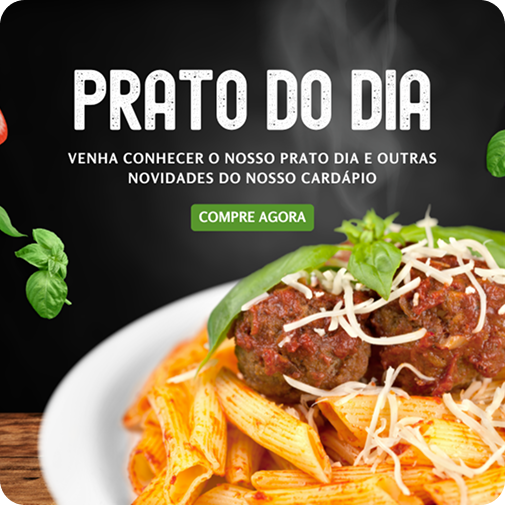 PRATO DO DIA
VENHA CONHECER O NOSSO PRATO DIA E OUTRAS
NOVIDADES DO NOSSO CARDÁPIO
COMPRE AGORA